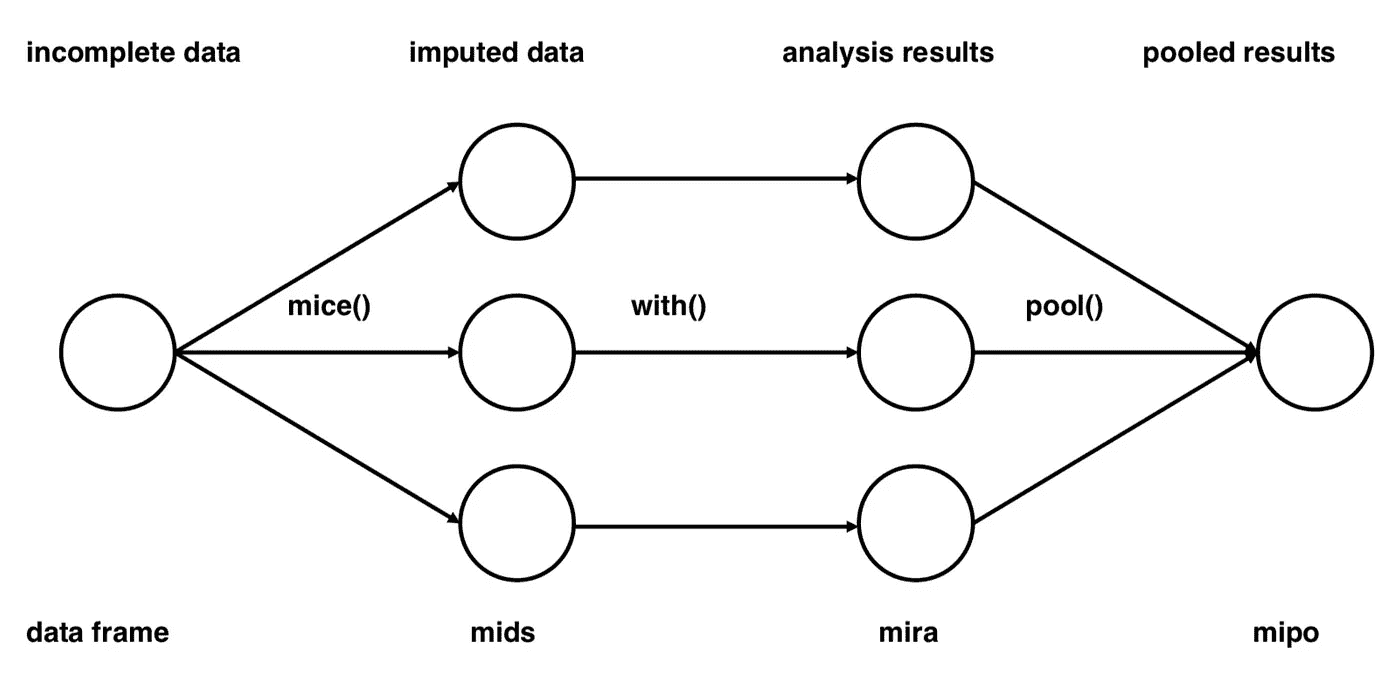 incomplete data
imputed data
analysis results
pooled results
mice()
with()
pool()
data frame
mids
mira
mipo